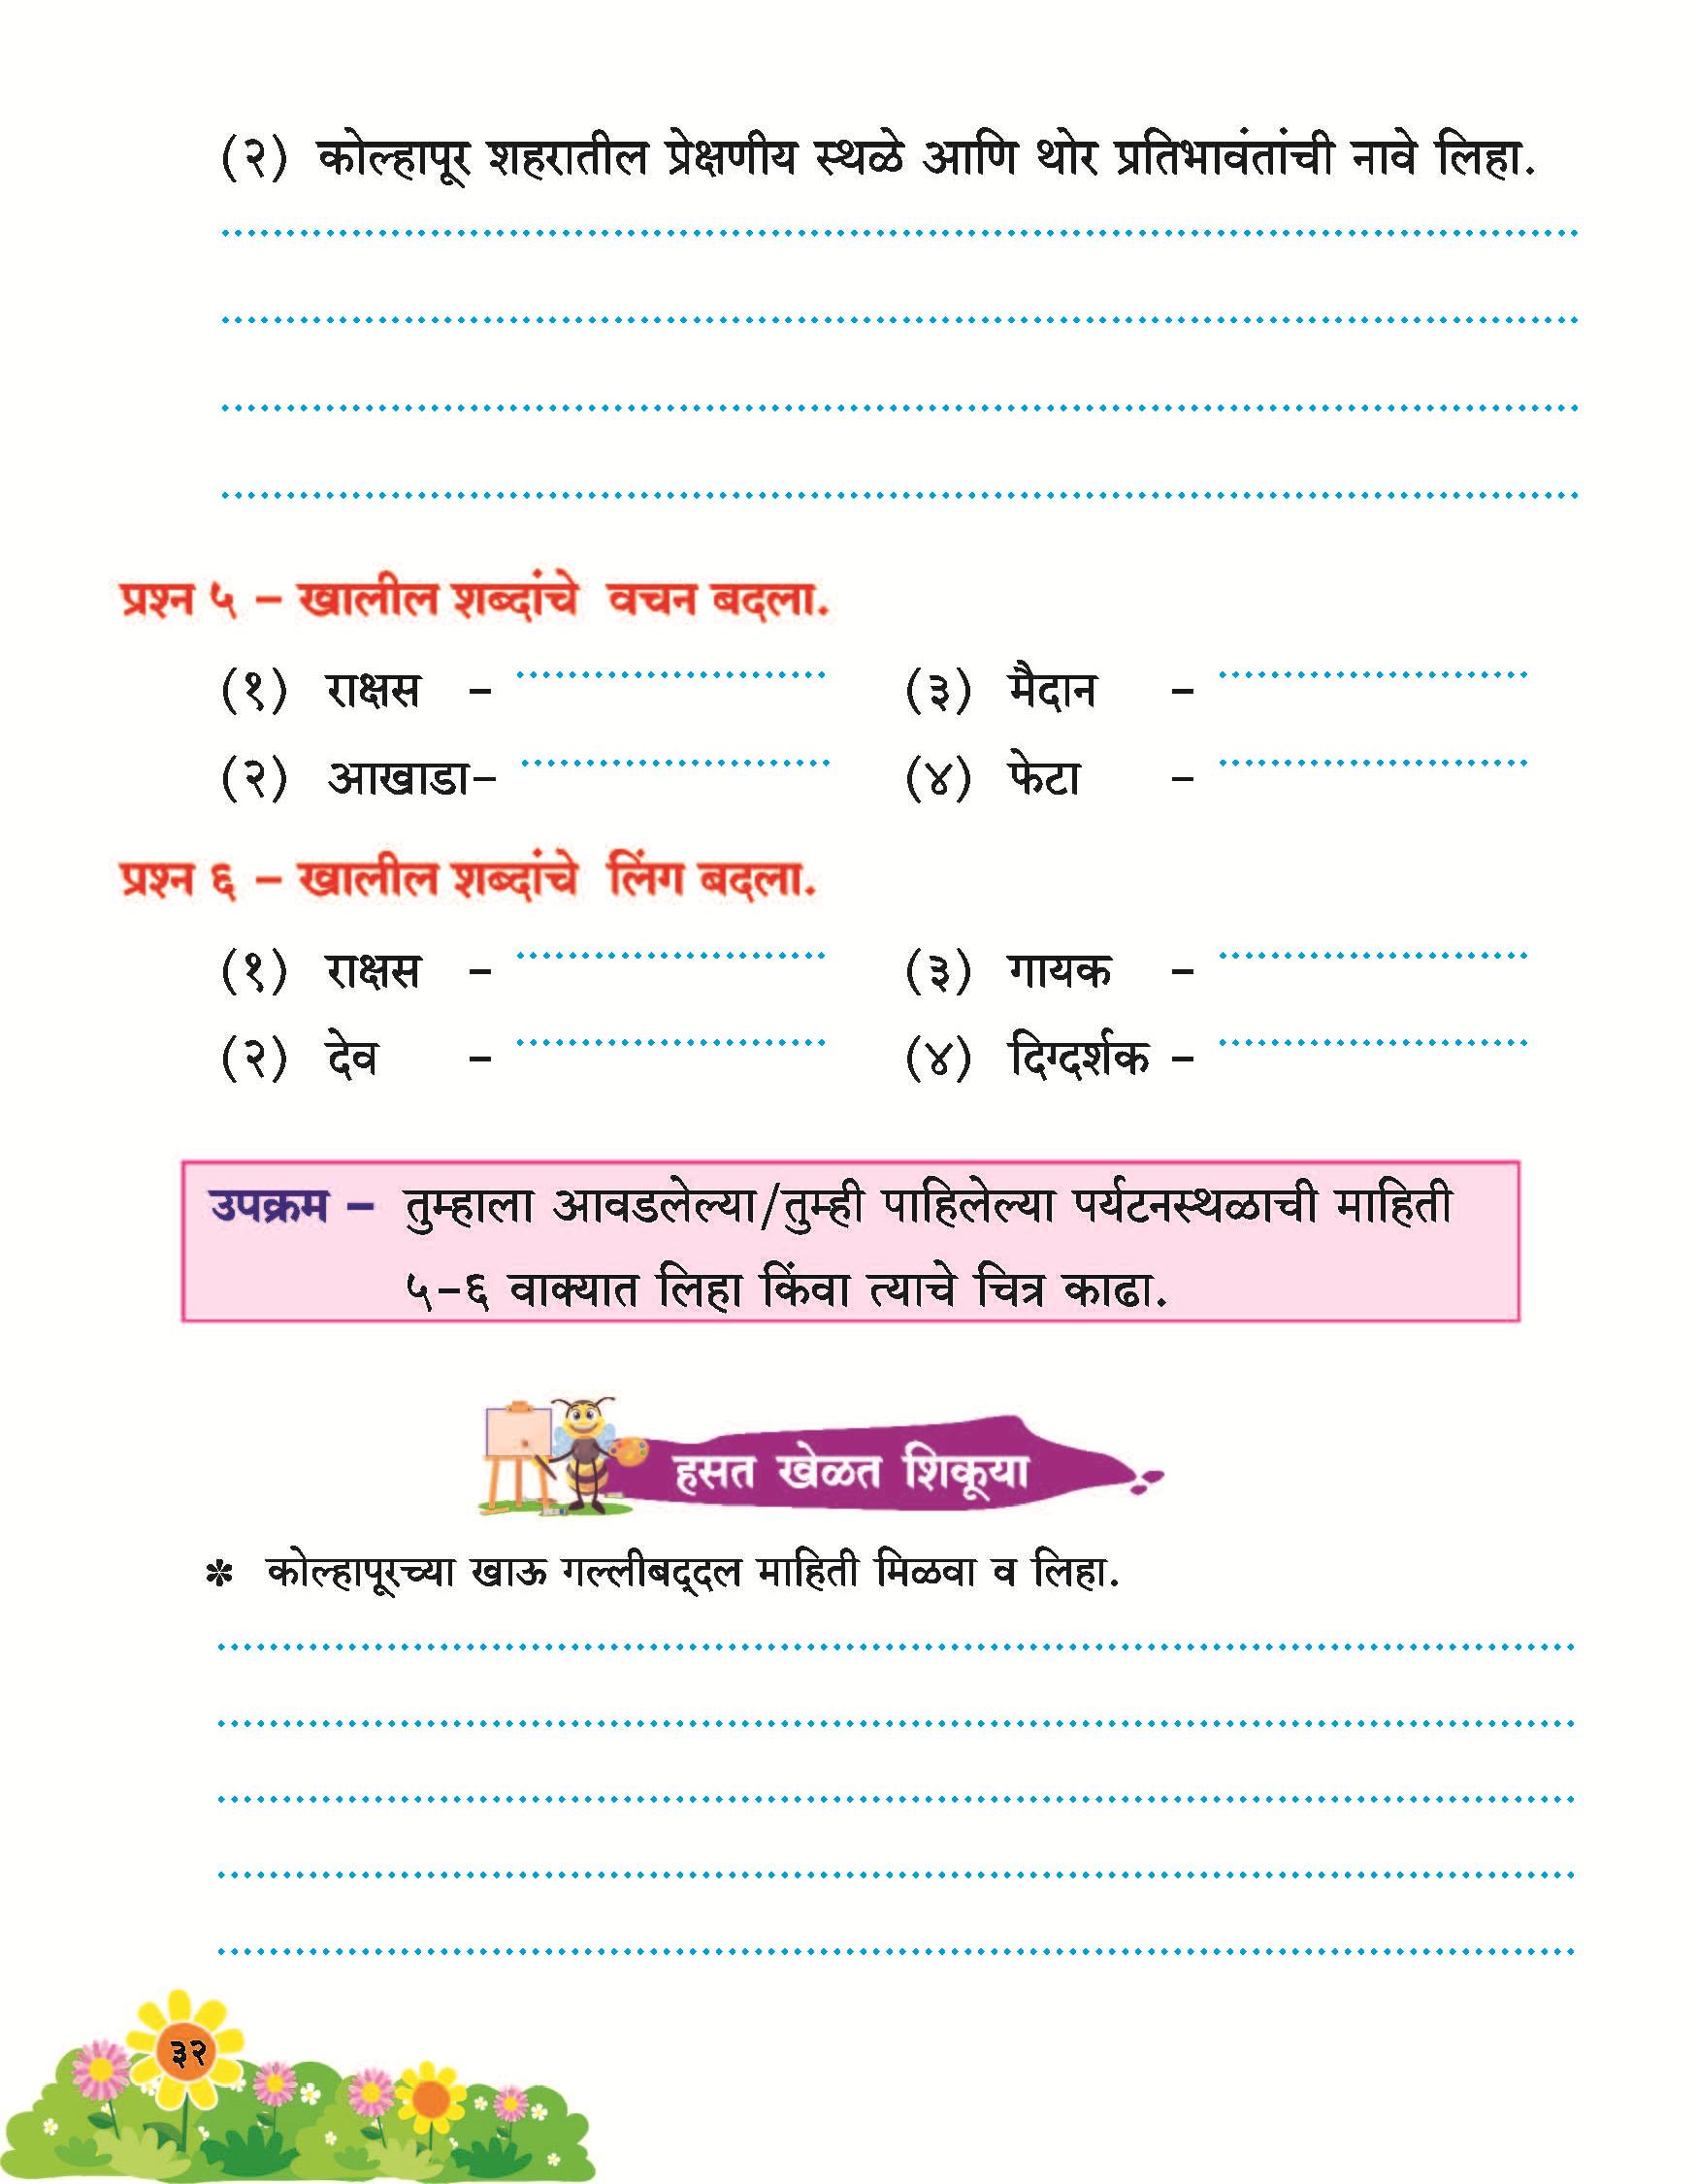 (२) कोल्हापूर शहरातील प्रेक्षणीय स्थळे आणि थोर प्रतिभावंतांची नावे लिहा.
प्रश्न ५ – खालील शब्दांचे वचन बदला.
(१) राक्षस – (३) मैदान –
(२) आखाडा– (४) फेटा –
प्रश्न ६ – खालील शब्दांचे लिंग बदला.
(१) राक्षस – (३) गायक –
(२) देव – (४) दिग्दर्शक –
उपक्रम – तुम्हाला आवडलेल्या/तुम्ही पाहिलेल्या पर्यटनस्थळाची माहिती
५–६ वाक्यात लिहा किंवा त्याचे चित्र काढा.
हसत खेळत शिकूया
✽ कोल्हापूरच्या खाऊ गल्लीबद्दल माहिती मिळवा व लिहा.
३२